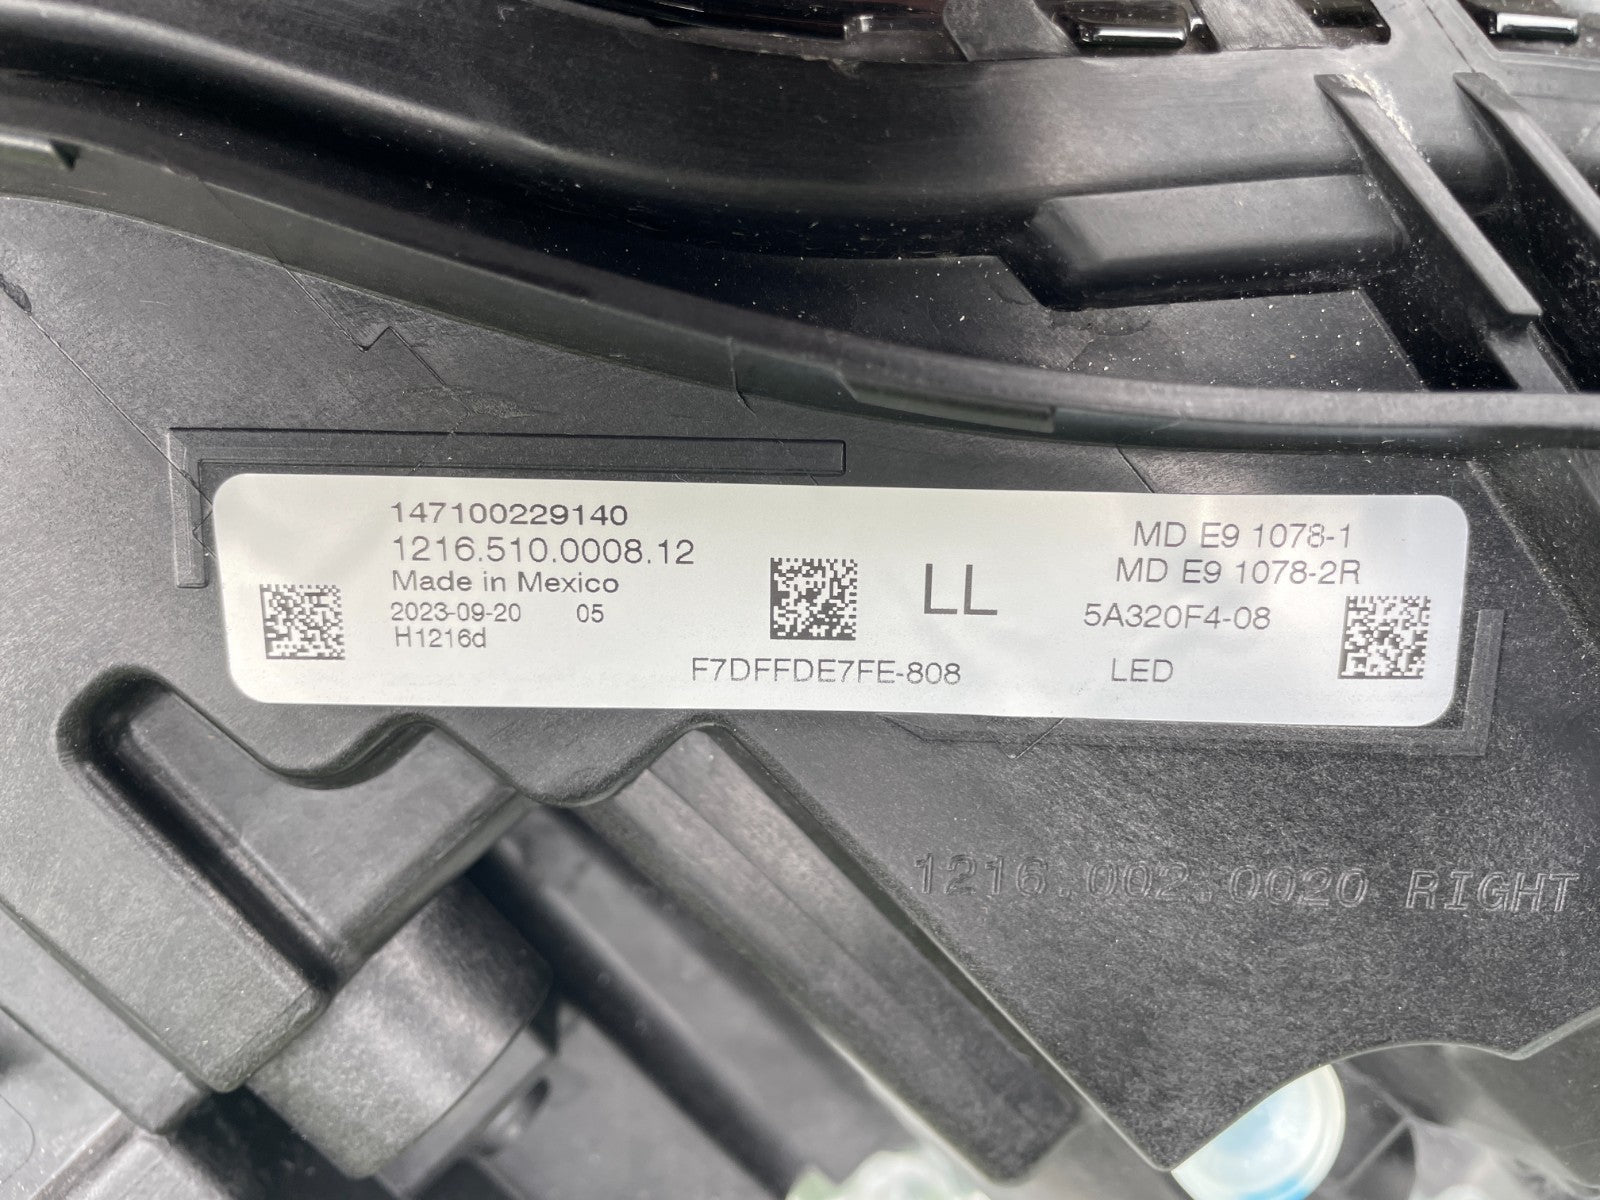 147100229140
1216.510.0008.12
Made in Mexico
2023-09-20 05
H1216d
F7DFFDE7FE-808
LL
MD E9 1078-1
MD E9 1078-2R
5A320F4-08
LED
1216.002.0020 RIGHT